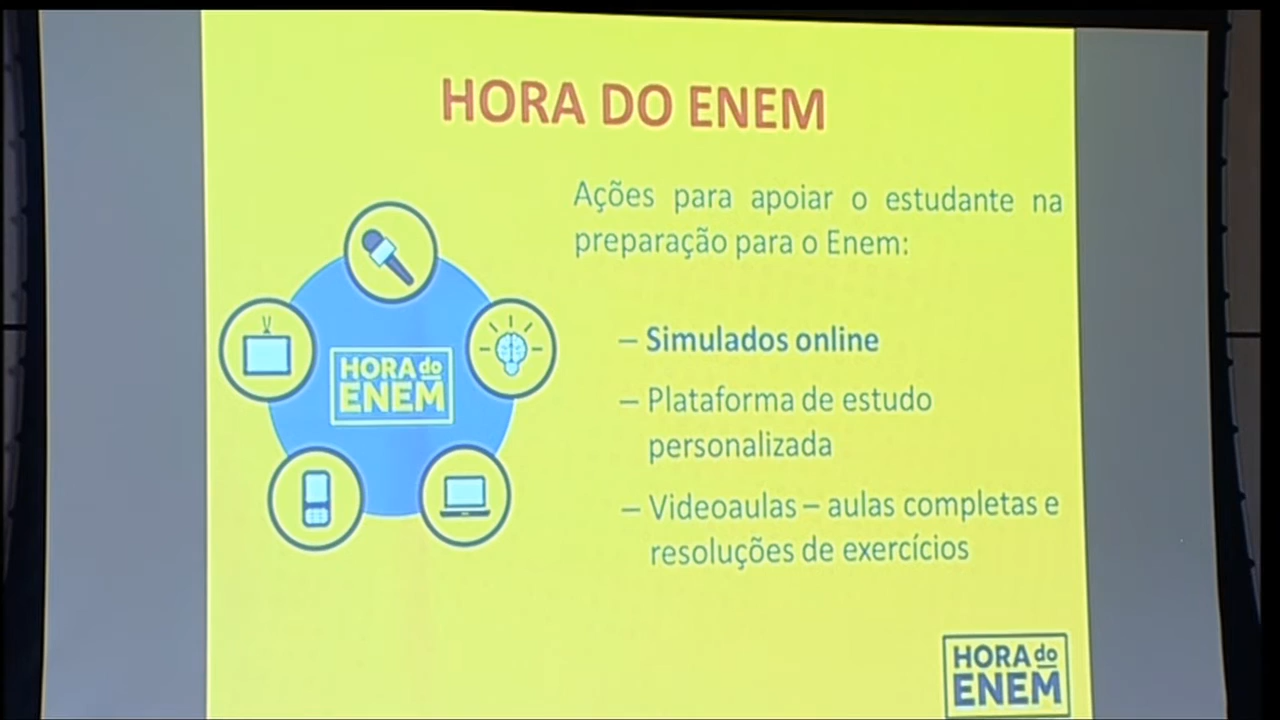 HORA DO ENEM
Ações para apoiar o estudante na
preparação para o Enem:
– Simulados online
– Plataforma de estudo
personalizada
– Videoaulas – aulas completas e
resoluções de exercícios
HORA do
ENEM
HORA do
ENEM